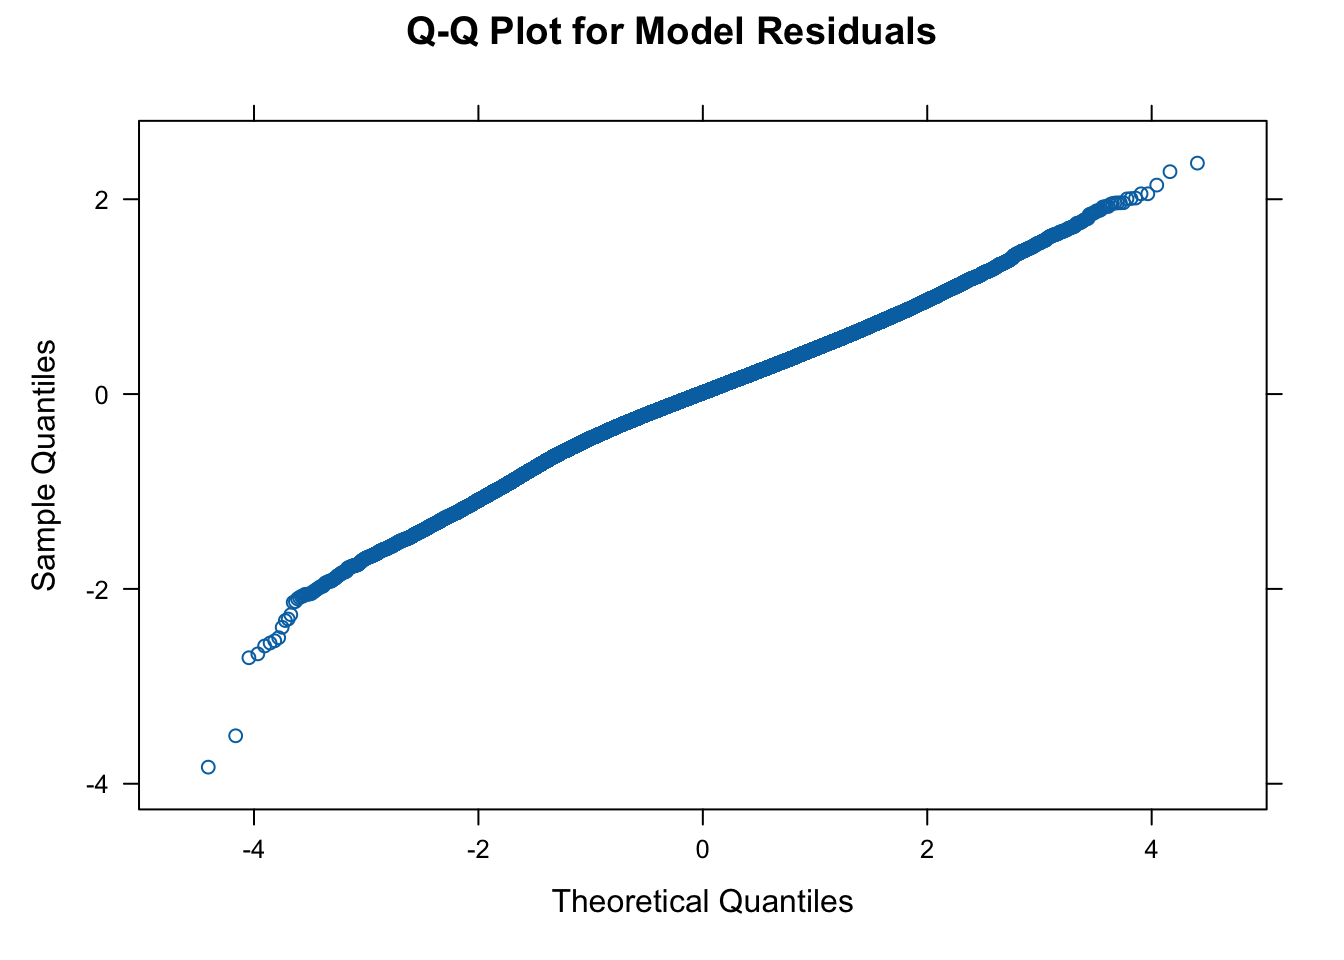 Q-Q Plot for Model Residuals
2
0
-2
-4
Sample Quantiles
-4 -2 0 2 4
Theoretical Quantiles